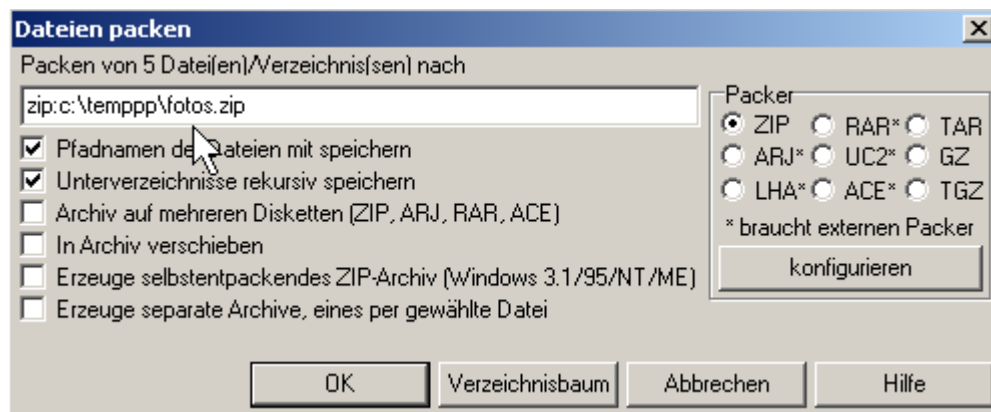 Dateien packen
Packen von 5 Datei(en)/Verzeichnis(sen) nach
zip:c:\temppp\fotos.zip
Pfadnamen der Dateien mit speichern
Unterverzeichnisse rekursiv speichern
Archiv auf mehreren Disketten (ZIP, ARJ, RAR, ACE)
In Archiv verschieben
Erzeuge selbstentpackendes ZIP-Archiv (Windows 3.1/95/NT/ME)
Erzeuge separate Archive, eines per gewählte Datei
Packer
ZIP RAR* TAR
ARJ* UC2* GZ
LHA* ACE* TGZ
* braucht externen Packer
konfigurieren
OK Verzeichnisbaum Abbrechen Hilfe